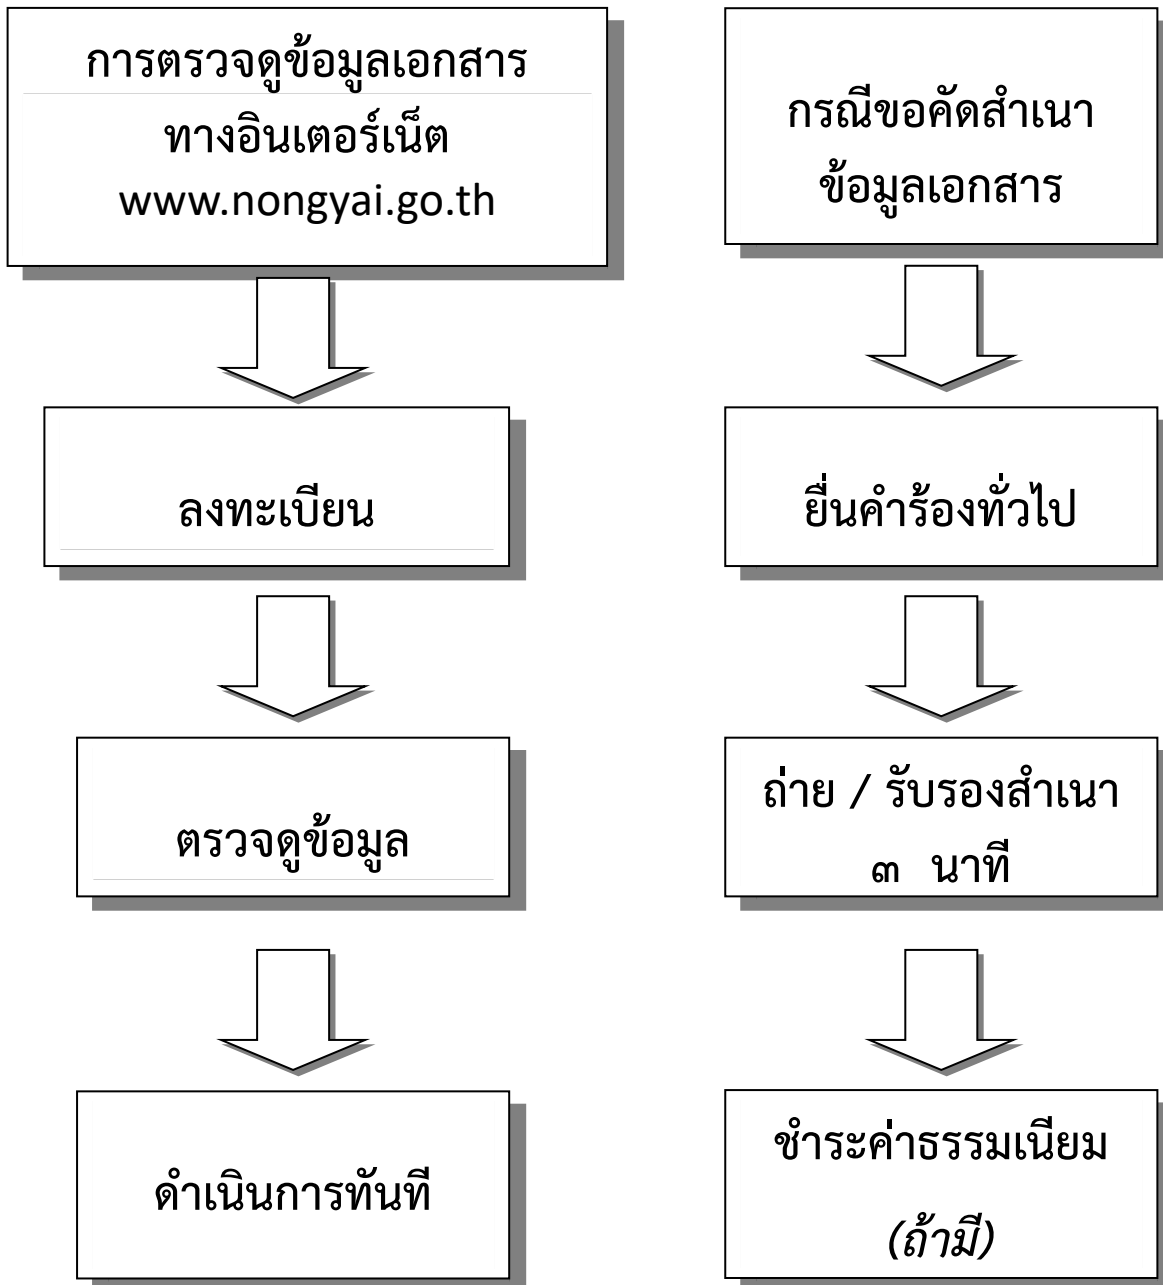 การตรวจดูข้อมูลเอกสาร
ทางอินเตอร์เน็ต
www.nongyai.go.th
ลงทะเบียน
ตรวจดูข้อมูล
ดำเนินการทันที
กรณีขอคัดสำเนา
ข้อมูลเอกสาร
ยื่นคำร้องทั่วไป
ถ่าย / รับรองสำเนา
๓ นาที
ชำระค่าธรรมเนียม
(ถ้ามี)